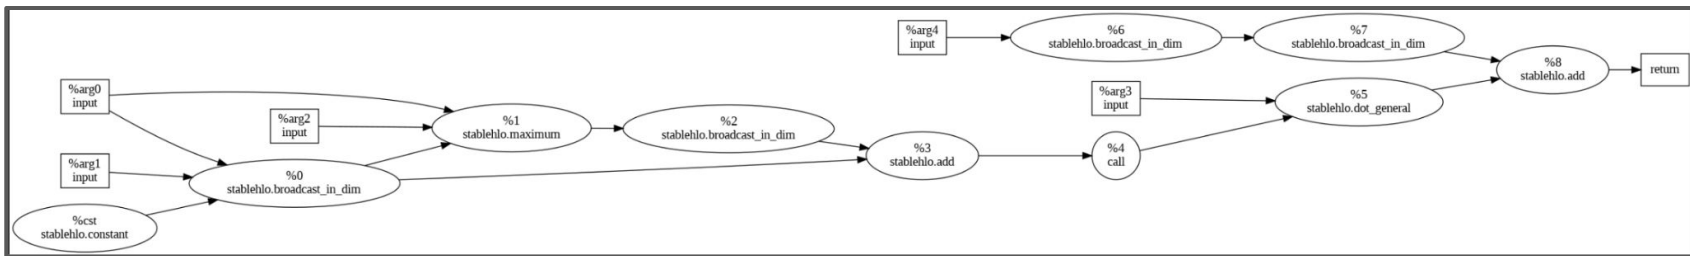 %arg4
input
%6
stablehlo.broadcast_in_dim
%7
stablehlo.broadcast_in_dim
%8
stablehlo.add
return
%arg0
input
%arg3
input
%5
stablehlo.dot_general
%arg2
input
%1
stablehlo.maximum
%2
stablehlo.broadcast_in_dim
%3
stablehlo.add
%4
call
%arg1
input
%0
stablehlo.broadcast_in_dim
%cst
stablehlo.constant